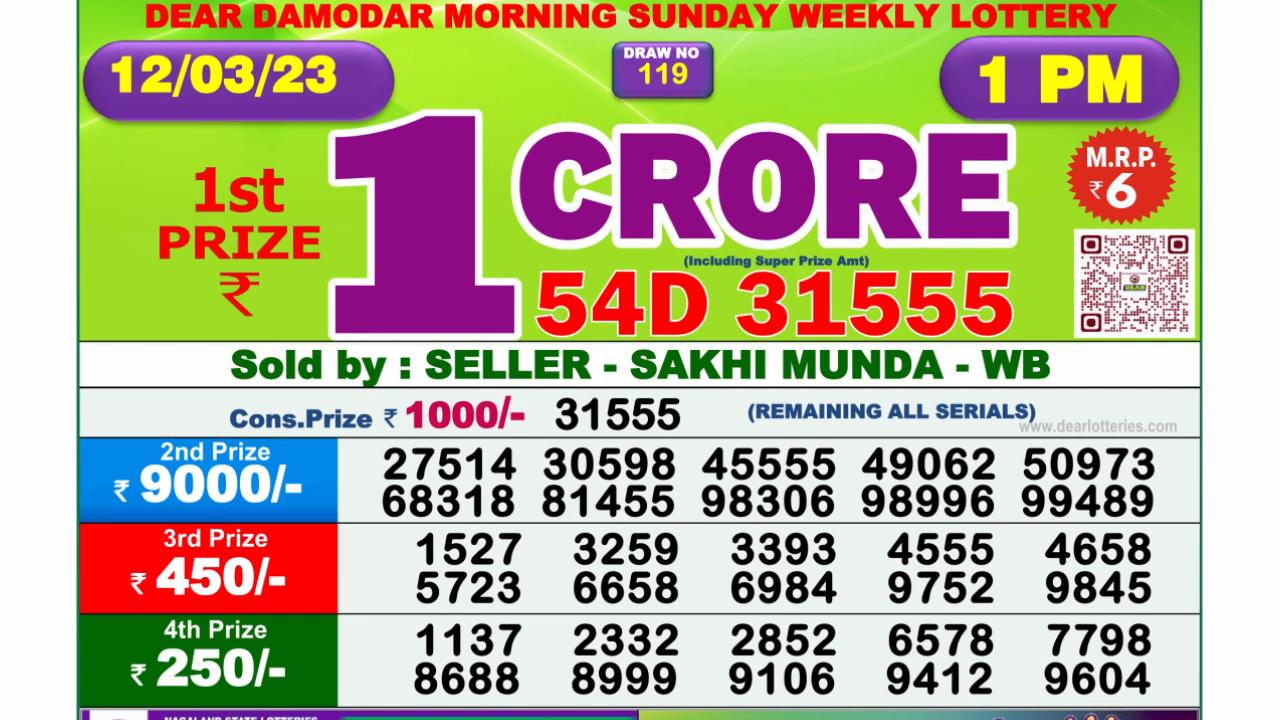 DEAR DAMODAR MORNING SUNDAY WEEKLY LOTTERY
12/03/23
DRAW NO
119
1 PM
1st
PRIZE
₹
1 CRORE
(Including Super Prize Amt)
54D 31555
M.R.P.
₹6
DEAR
Sold by : SELLER - SAKHI MUNDA - WB
Cons.Prize ₹ 1000/- 31555 (REMAINING ALL SERIALS)
www.dearlotteries.com
2nd Prize
₹ 9000/-
27514 30598 45555 49062 50973
68318 81455 98306 98996 99489
3rd Prize
₹ 450/-
1527 3259 3393 4555 4658
5723 6658 6984 9752 9845
4th Prize
₹ 250/-
1137 2332 2852 6578 7798
8688 8999 9106 9412 9604
NAGALAND STATE LOTTERIES